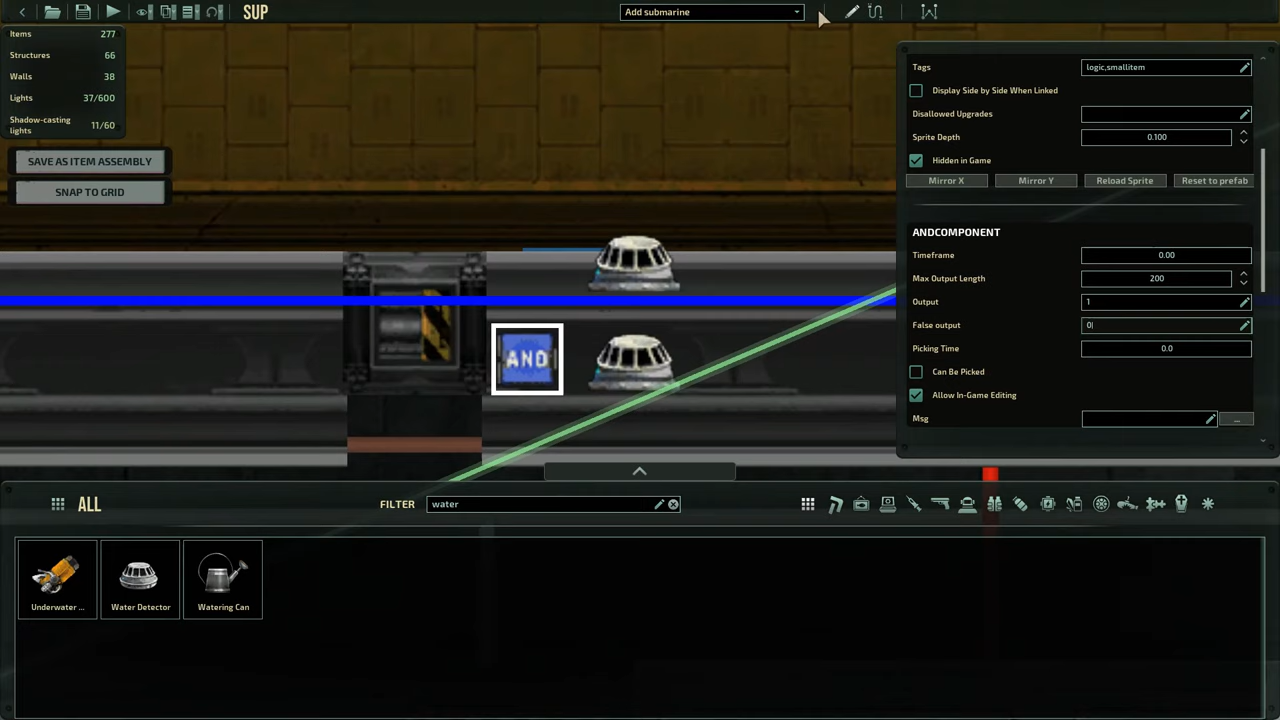 SUP
Add submarine
Items 277
Structures 66
Walls 38
Lights 37/600
Shadow-casting lights 11/60
SAVE AS ITEM ASSEMBLY
SNAP TO GRID
Tags logic,smallitem
Display Side by Side When Linked
Disallowed Upgrades
Sprite Depth 0.100
Hidden in Game
Mirror X Mirror Y Reload Sprite Reset to prefab
ANDCOMPONENT
Timeframe 0.00
Max Output Length 200
Output 1
False output 0
Picking Time 0.0
Can Be Picked
Allow In-Game Editing
Msg ...
AND
ALL
FILTER water
Underwater ...
Water Detector
Watering Can